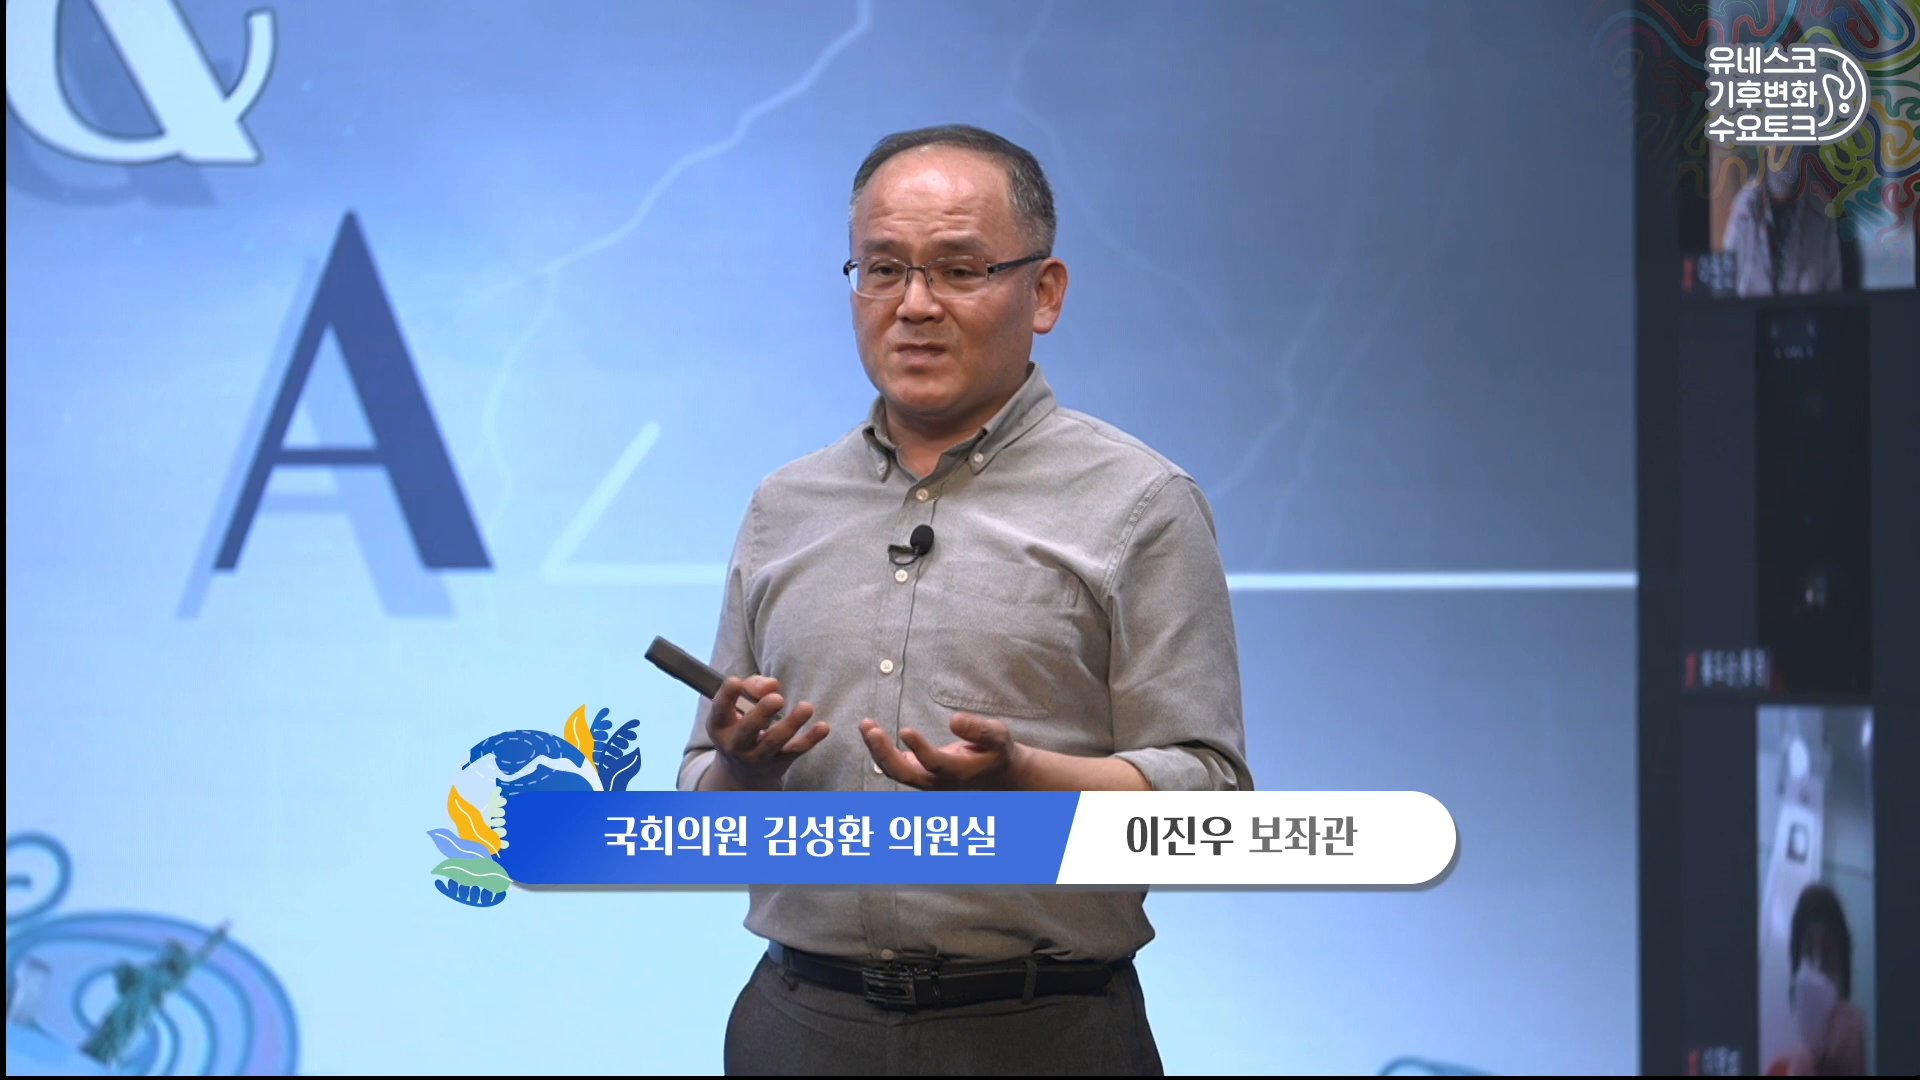 &
A
유네스코
기후변화
수요토크
국회의원 김성환 의원실
이진우 보좌관